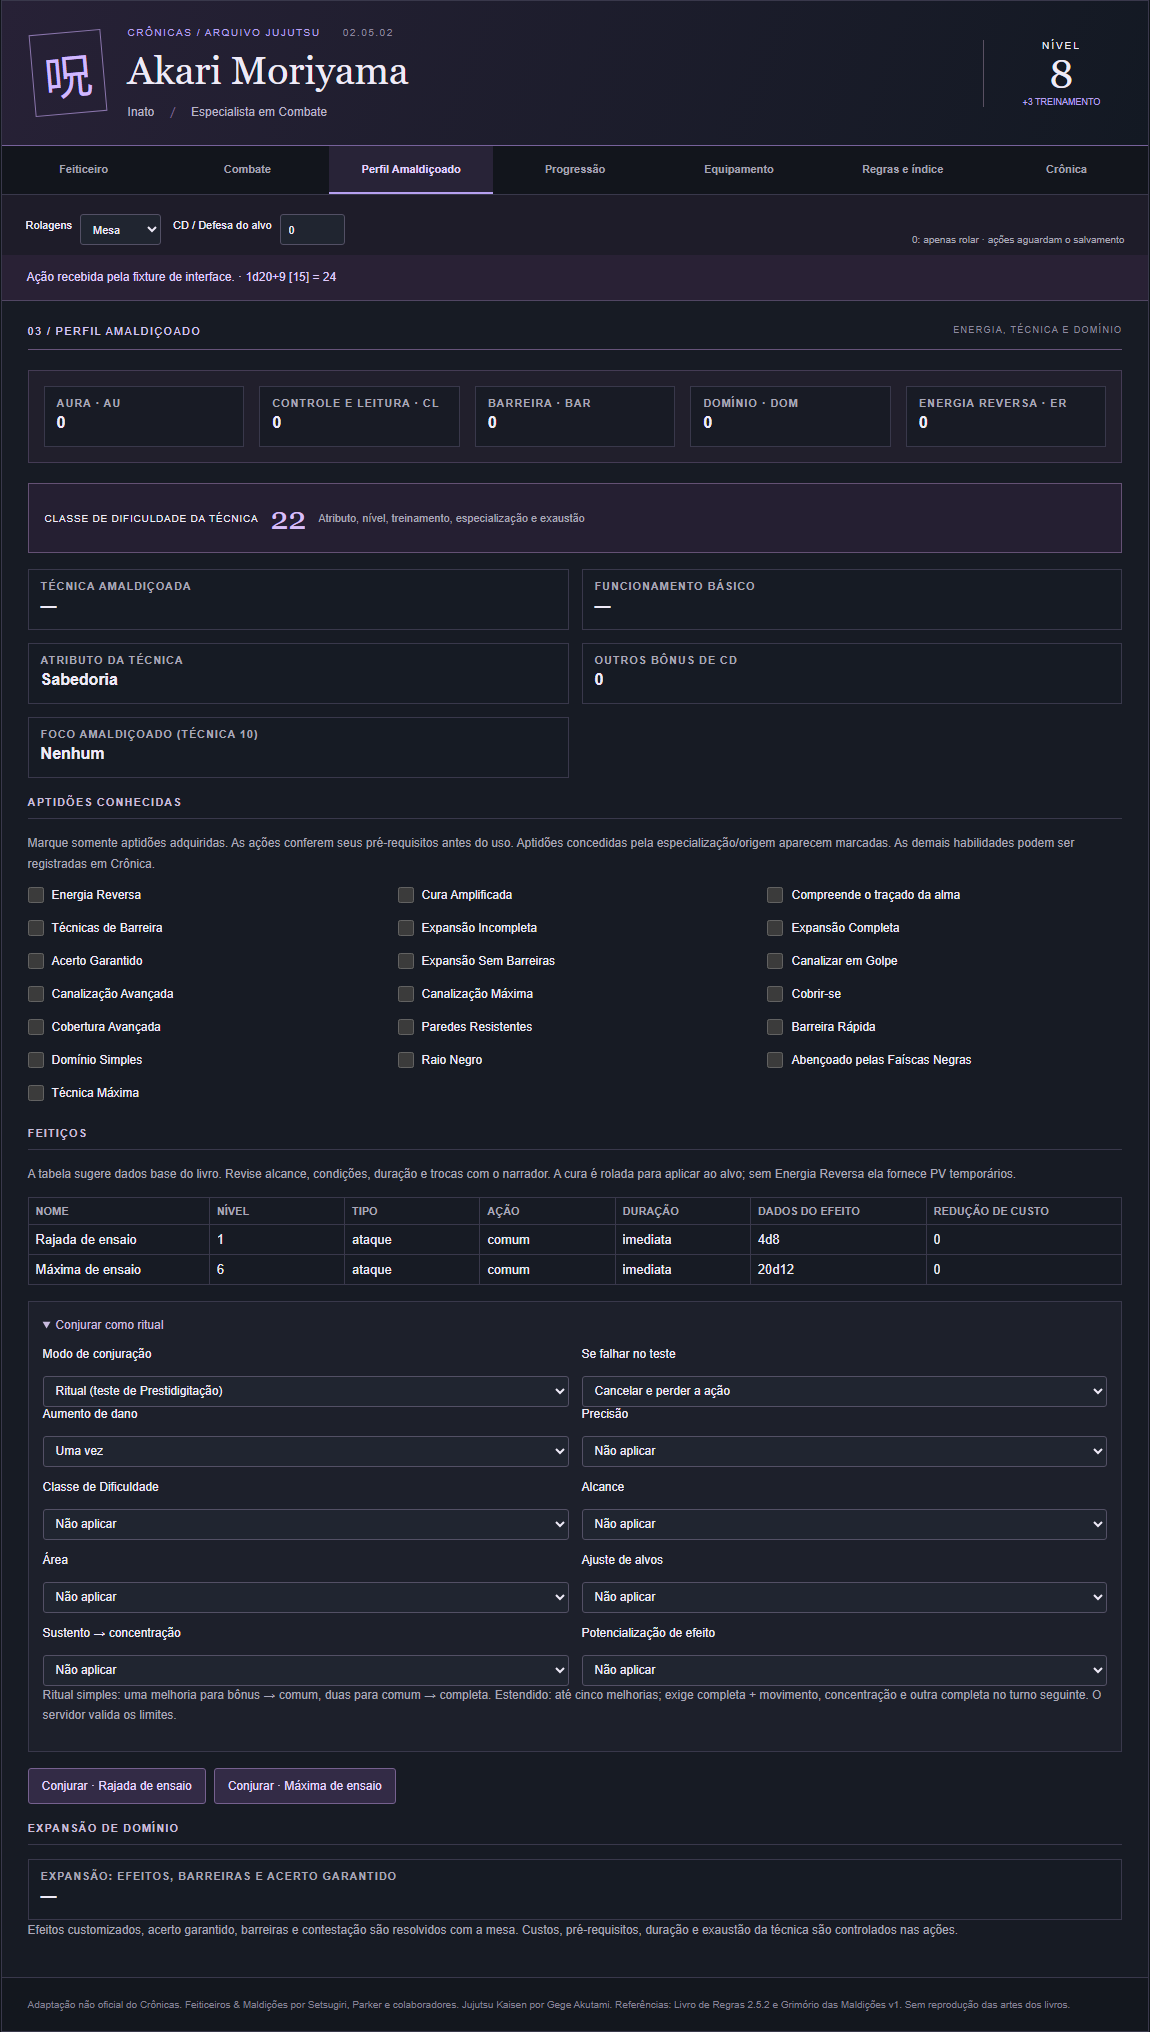 呪
CRÔNICAS / ARQUIVO JUJUTSU 02.05.02
Akari Moriyama
Inato / Especialista em Combate
NÍVEL
8
+3 TREINAMENTO
Feiticeiro Combate Perfil Amaldiçoado Progressão Equipamento Regras e índice Crônica
Rolagens Mesa CD / Defesa do alvo 0
0: apenas rolar · ações aguardam o salvamento
Ação recebida pela fixture de interface. · 1d20+9 [15] = 24
03 / PERFIL AMALDIÇOADO ENERGIA, TÉCNICA E DOMÍNIO
AURA · AU CONTROLE E LEITURA · CL BARREIRA · BAR DOMÍNIO · DOM ENERGIA REVERSA · ER
0 0 0 0 0
CLASSE DE DIFICULDADE DA TÉCNICA 22 Atributo, nível, treinamento, especialização e exaustão
TÉCNICA AMALDIÇOADA FUNCIONAMENTO BÁSICO
— —
ATRIBUTO DA TÉCNICA OUTROS BÔNUS DE CD
Sabedoria 0
FOCO AMALDIÇOADO (TÉCNICA 10)
Nenhum
APTIDÕES CONHECIDAS
Marque somente aptidões adquiridas. As ações conferem seus pré-requisitos antes do uso. Aptidões concedidas pela especialização/origem aparecem marcadas. As demais habilidades podem ser
registradas em Crônica.
Energia Reversa Cura Amplificada Compreende o traçado da alma
Técnicas de Barreira Expansão Incompleta Expansão Completa
Acerto Garantido Expansão Sem Barreiras Canalizar em Golpe
Canalização Avançada Canalização Máxima Cobrir-se
Cobertura Avançada Paredes Resistentes Barreira Rápida
Domínio Simples Raio Negro Abençoado pelas Faíscas Negras
Técnica Máxima
FEITIÇOS
A tabela sugere dados base do livro. Revise alcance, condições, duração e trocas com o narrador. A cura é rolada para aplicar ao alvo; sem Energia Reversa ela fornece PV temporários.
NOME NÍVEL TIPO AÇÃO DURAÇÃO DADOS DO EFEITO REDUÇÃO DE CUSTO
Rajada de ensaio 1 ataque comum imediata 4d8 0
Máxima de ensaio 6 ataque comum imediata 20d12 0
▼ Conjurar como ritual
Modo de conjuração Se falhar no teste
Ritual (teste de Prestidigitação) Cancelar e perder a ação
Aumento de dano Precisão
Uma vez Não aplicar
Classe de Dificuldade Alcance
Não aplicar Não aplicar
Área Ajuste de alvos
Não aplicar Não aplicar
Sustento → concentração Potencialização de efeito
Não aplicar Não aplicar
Ritual simples: uma melhoria para bônus → comum, duas para comum → completa. Estendido: até cinco melhorias; exige completa + movimento, concentração e outra completa no turno seguinte. O
servidor valida os limites.
Conjurar · Rajada de ensaio Conjurar · Máxima de ensaio
EXPANSÃO DE DOMÍNIO
EXPANSÃO: EFEITOS, BARREIRAS E ACERTO GARANTIDO
—
Efeitos customizados, acerto garantido, barreiras e contestação são resolvidos com a mesa. Custos, pré-requisitos, duração e exaustão da técnica são controlados nas ações.
Adaptação não oficial do Crônicas. Feiticeiros & Maldições por Setsugiri, Parker e colaboradores. Jujutsu Kaisen por Gege Akutami. Referências: Livro de Regras 2.5.2 e Grimório das Maldições v1. Sem reprodução das artes dos livros.